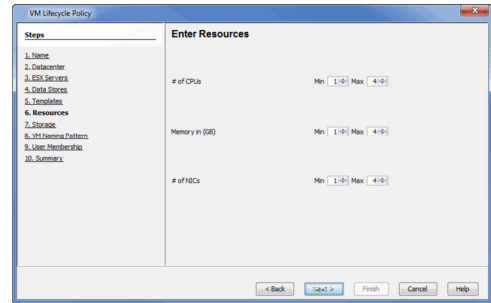 VM Lifecycle Policy
Steps
1. Name
2. Datacenter
3. ESX Servers
4. Data Stores
5. Templates
6. Resources
7. Storage
8. VM Naming Pattern
9. User Membership
10. Summary
Enter Resources
# of CPUs Min 1 Max 4
Memory in (GB) Min 1 Max 4
# of NICs Min 1 Max 4
< Back Next > Finish Cancel Help